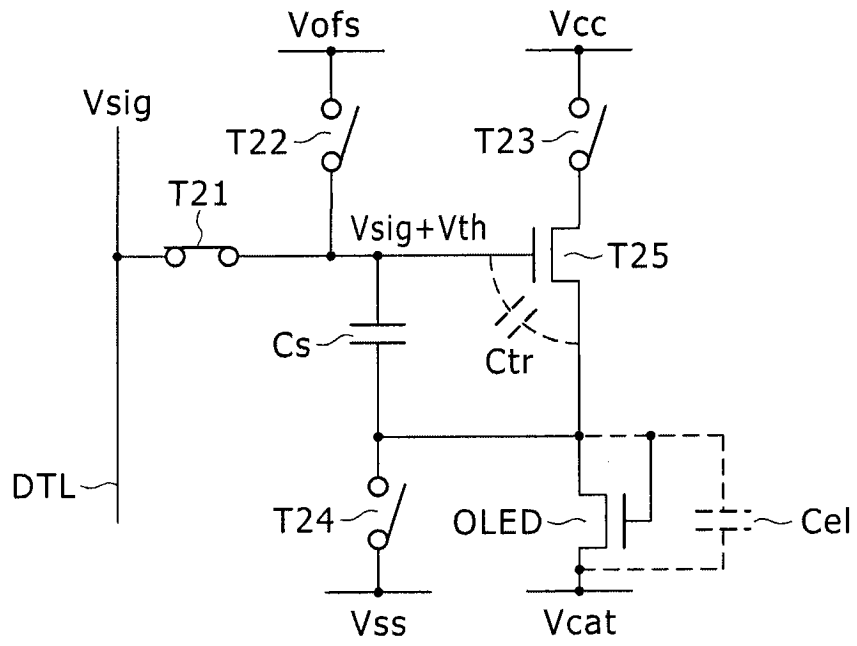 Vofs
Vcc
Vsig
T22
T23
T21
Vsig+Vth
T25
Cs
Ctr
DTL
T24
OLED
Cel
Vss
Vcat